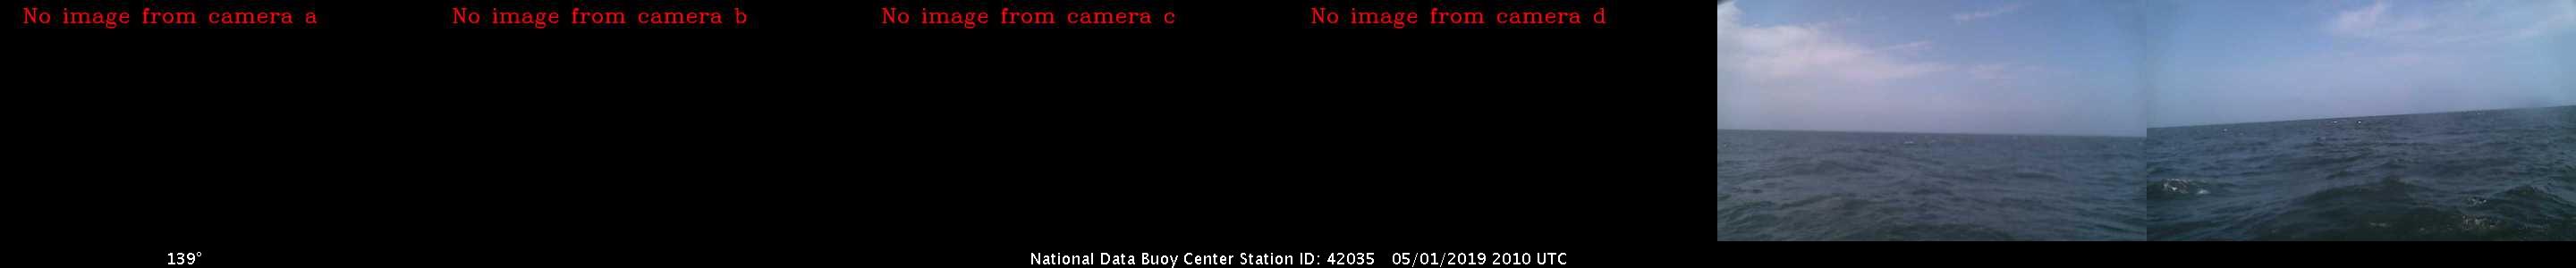 No image from camera a
No image from camera b
No image from camera c
No image from camera d
139°
National Data Buoy Center Station ID: 42035 05/01/2019 2010 UTC